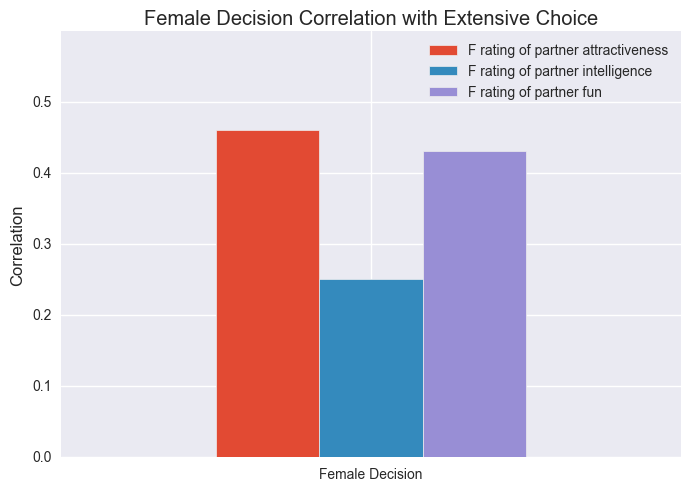 Female Decision Correlation with Extensive Choice
F rating of partner attractiveness
F rating of partner intelligence
F rating of partner fun
Correlation
0.5
0.4
0.3
0.2
0.1
0.0
Female Decision